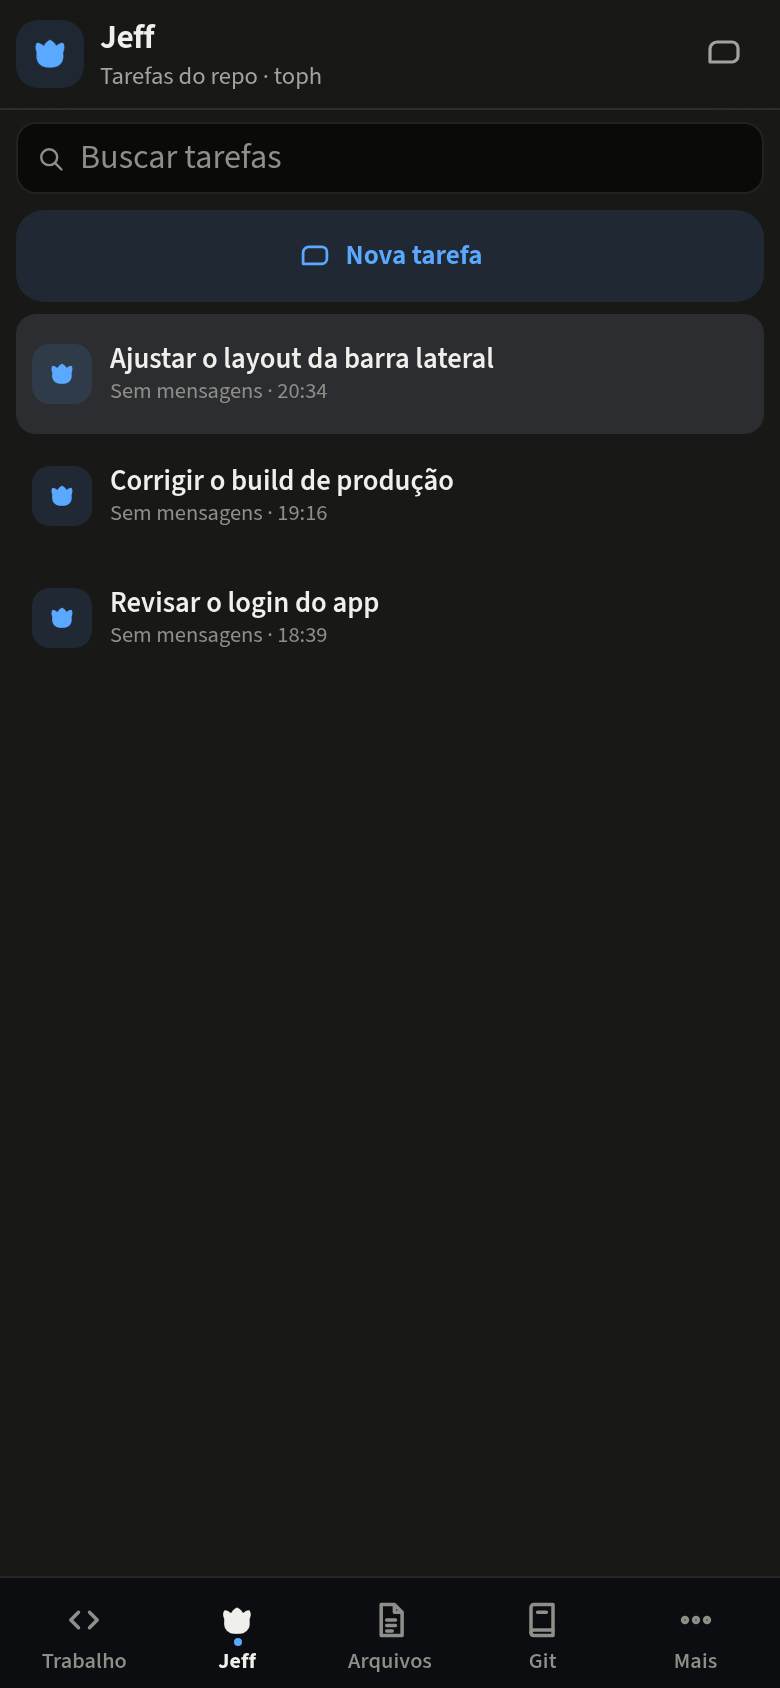 Jeff
Tarefas do repo · toph
Buscar tarefas
Nova tarefa
Ajustar o layout da barra lateral
Sem mensagens · 20:34
Corrigir o build de produção
Sem mensagens · 19:16
Revisar o login do app
Sem mensagens · 18:39
Trabalho
Jeff
Arquivos
Git
Mais